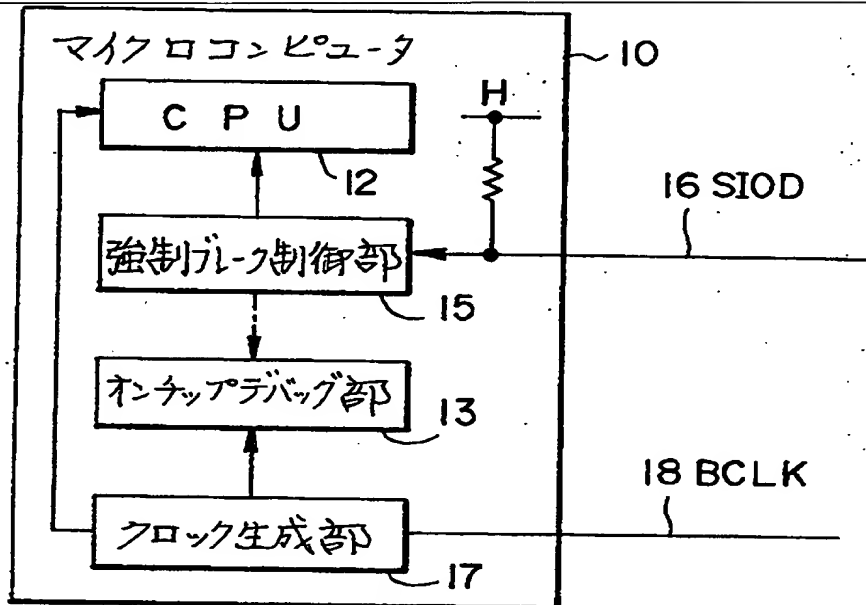 マイクロコンピュータ
10
CPU
12
H
16 SIOD
強制ブレーク制御部
15
オンチップデバッグ部
13
18 BCLK
クロック生成部
17